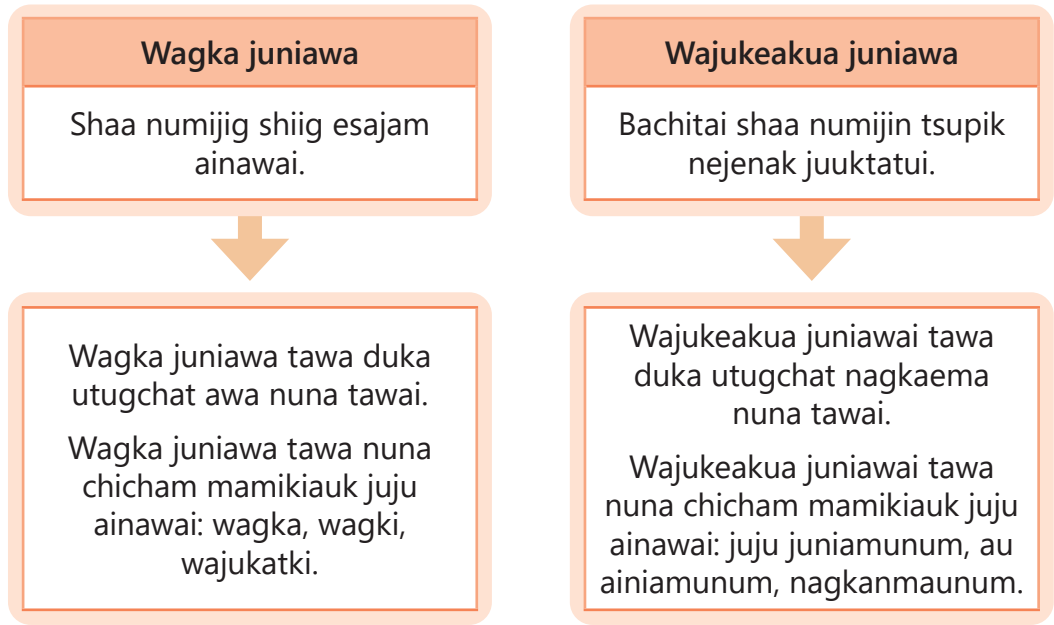 Wagka juniawa
Shaa numijig shiig esajam
ainawai.
Wagka juniawa tawa duka
utugchat awa nuna tawai.
Wagka juniawa tawa nuna
chicham mamikiauk juju
ainawai: wagka, wagki,
wajukatki.
Wajukeakua juniawa
Bachitai shaa numijin tsupik
nejenak juuktatui.
Wajukeakua juniawai tawa
duka utugchat nagkaema
nuna tawai.
Wajukeakua juniawai tawa
nuna chicham mamikiauk juju
ainawai: juju juniamunum, au
ainiamunum, nagkanmaunum.